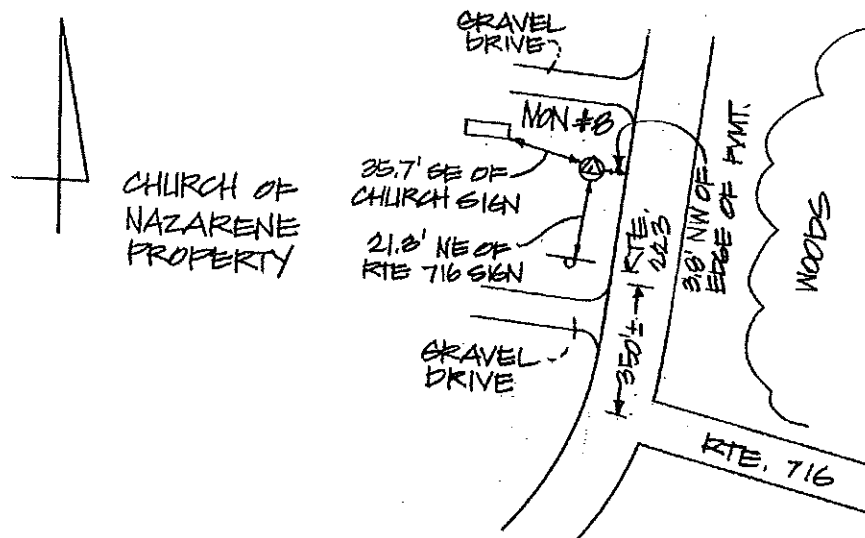 GRAVEL
DRIVE
MON #8
35.7' SE OF
CHURCH SIGN
CHURCH OF
NAZARENE
PROPERTY
21.8' NE OF
RTE 716 SIGN
RTE.
223
3.8' NW OF
EDGE OF PVMT.
WOODS
350'±
GRAVEL
DRIVE
RTE. 716